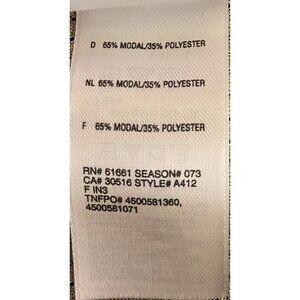 D 65% MODAL/35% POLYESTER
NL 65% MODAL/35% POLYESTER
F 65% MODAL/35% POLYESTER
RN# 61661 SEASON# 073
CA# 30516 STYLE# A412
F IN3
TNFPO# 4500581360,
4500581071